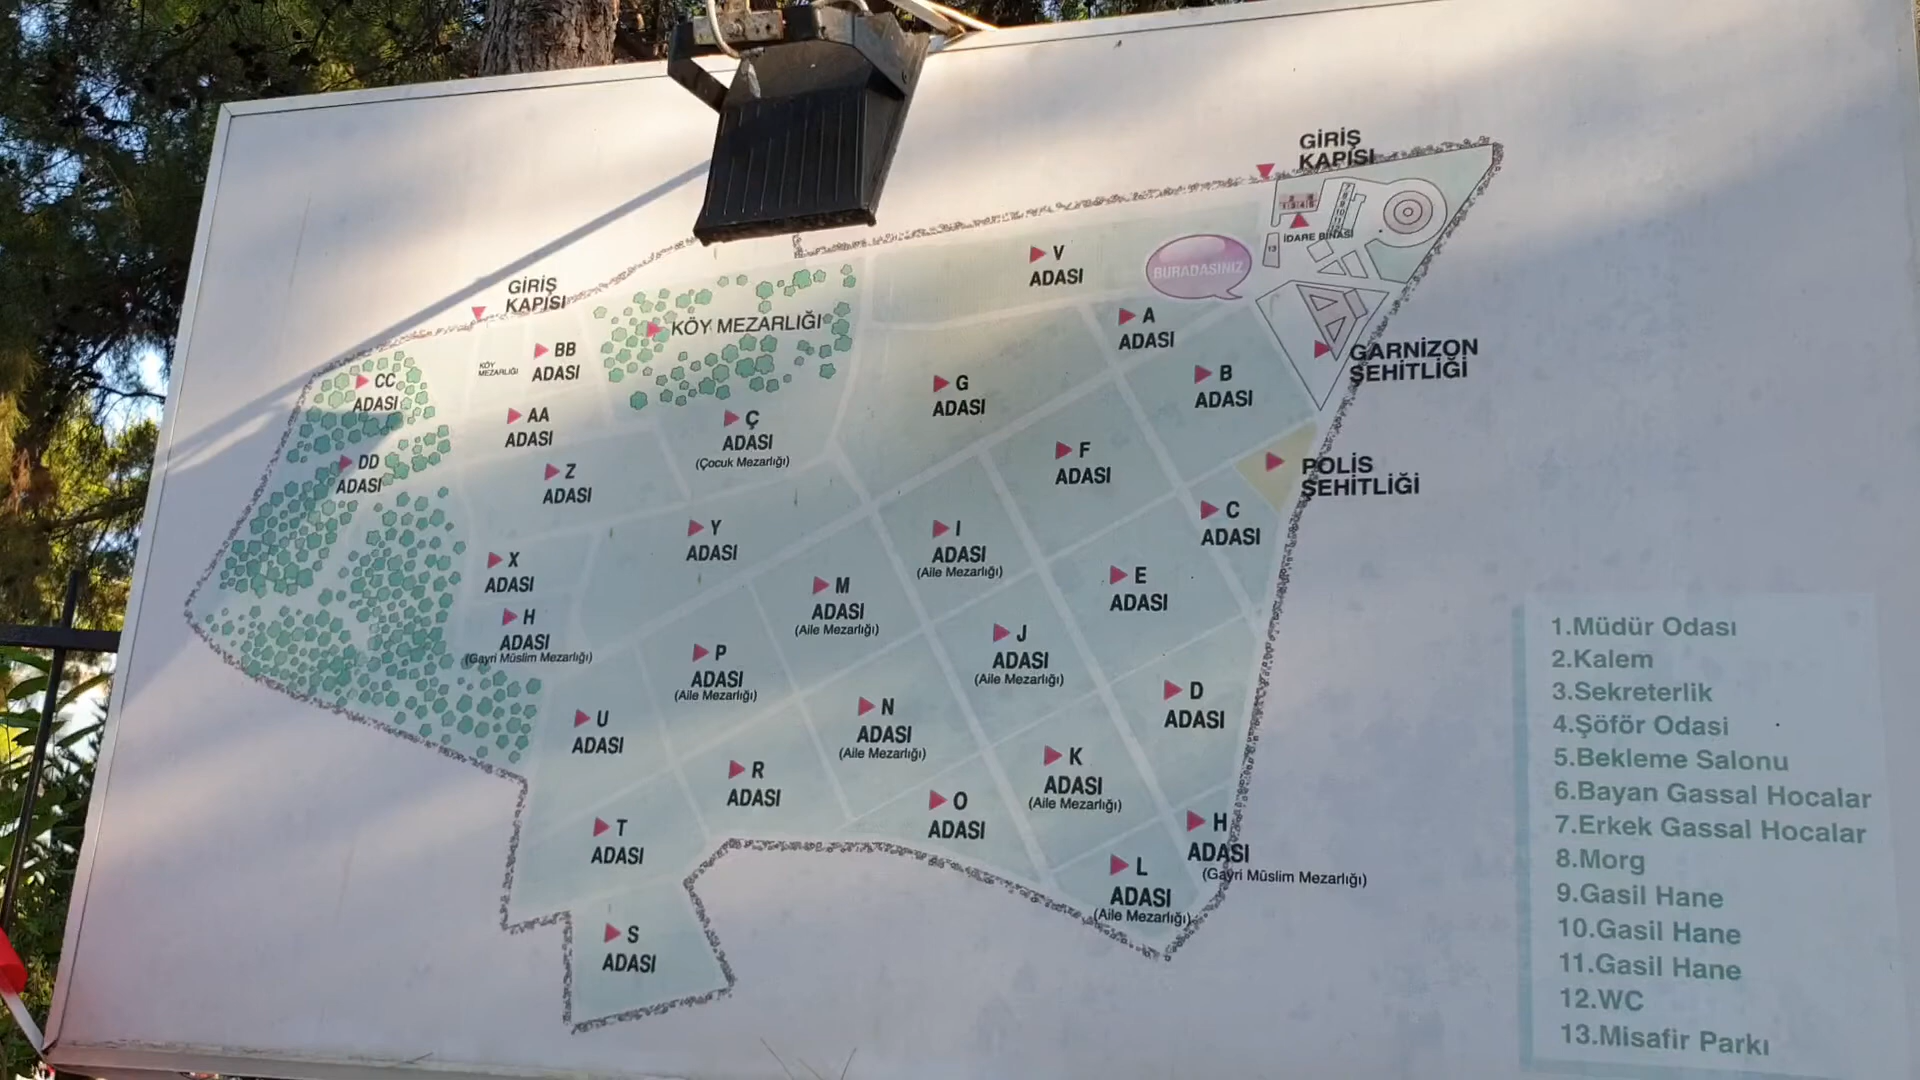 GİRİŞ
KAPISI
İDARE BİNASI
13
V
ADASI
BURADASINIZ
GİRİŞ
KAPISI
KÖY MEZARLIĞI
A
ADASI
GARNİZON
ŞEHİTLİĞİ
BB
ADASI
KÖY
MEZARLIĞI
CC
ADASI
G
ADASI
B
ADASI
AA
ADASI
Ç
ADASI
(Çocuk Mezarlığı)
F
ADASI
POLİS
ŞEHİTLİĞİ
DD
ADASI
Z
ADASI
C
ADASI
Y
ADASI
I
ADASI
(Aile Mezarlığı)
X
ADASI
M
ADASI
(Aile Mezarlığı)
E
ADASI
H
ADASI
(Gayri Müslim Mezarlığı)
P
ADASI
(Aile Mezarlığı)
J
ADASI
(Aile Mezarlığı)
D
ADASI
U
ADASI
N
ADASI
(Aile Mezarlığı)
K
ADASI
(Aile Mezarlığı)
R
ADASI
O
ADASI
H
ADASI
(Gayri Müslim Mezarlığı)
T
ADASI
L
ADASI
(Aile Mezarlığı)
S
ADASI
1.Müdür Odası
2.Kalem
3.Sekreterlik
4.Şöför Odasi
5.Bekleme Salonu
6.Bayan Gassal Hocalar
7.Erkek Gassal Hocalar
8.Morg
9.Gasil Hane
10.Gasil Hane
11.Gasil Hane
12.WC
13.Misafir Parkı